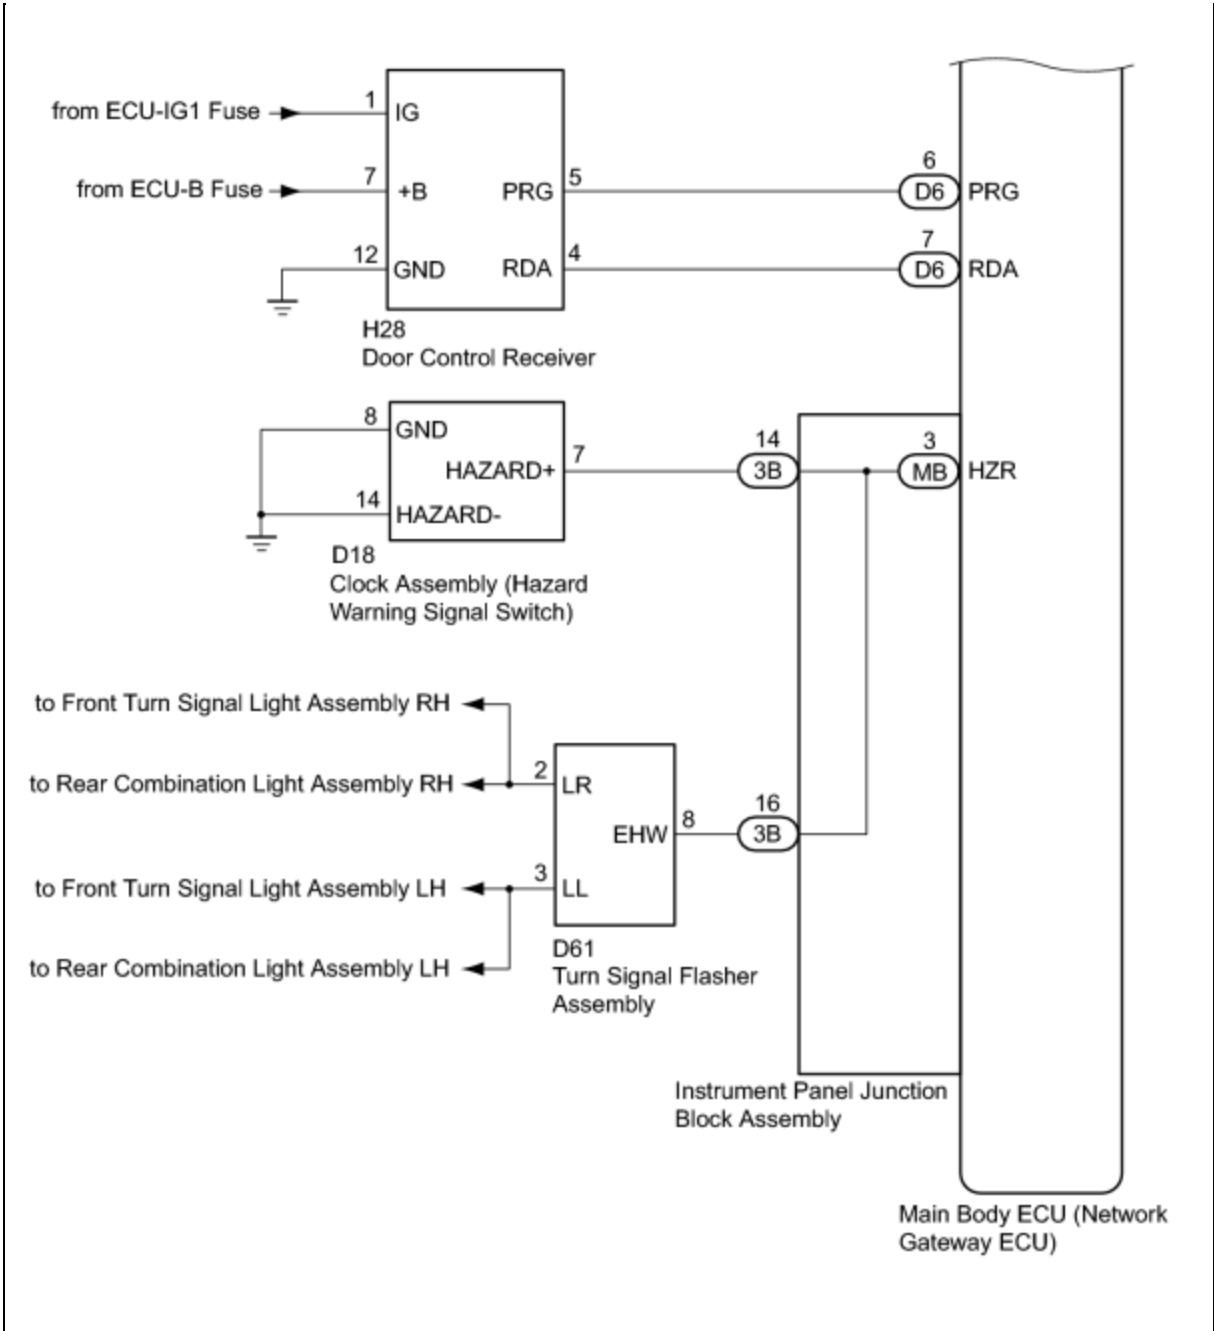 from ECU-IG1 Fuse
1
IG
from ECU-B Fuse
7
+B
PRG
5
6
D6
PRG
12
GND
RDA
4
7
D6
RDA
H28
Door Control Receiver
8
GND
HAZARD+
7
14
3B
3
MB
HZR
14
HAZARD-
D18
Clock Assembly (Hazard
Warning Signal Switch)
to Front Turn Signal Light Assembly RH
to Rear Combination Light Assembly RH
2
LR
EHW
8
16
3B
to Front Turn Signal Light Assembly LH
3
LL
to Rear Combination Light Assembly LH
D61
Turn Signal Flasher
Assembly
Instrument Panel Junction
Block Assembly
Main Body ECU (Network
Gateway ECU)